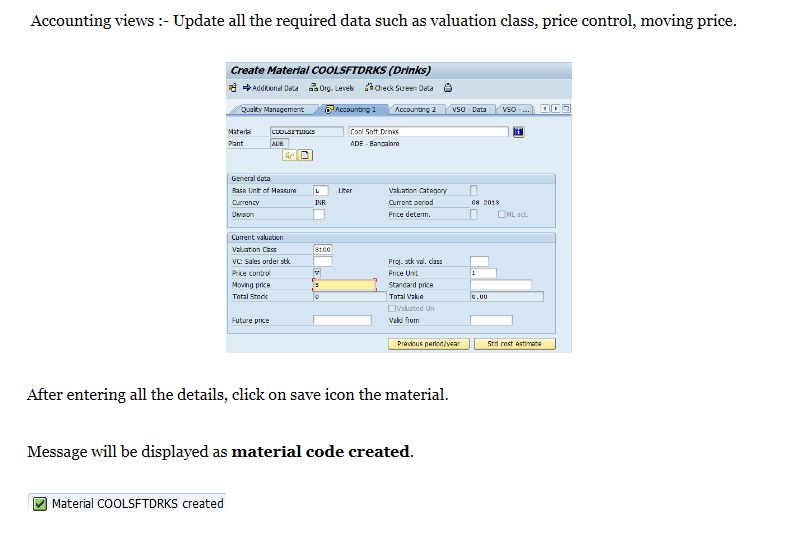 Accounting views :- Update all the required data such as valuation class, price control, moving price.
Create Material COOLSFTDRKS (Drinks)
Additional Data Org. Levels Check Screen Data
Quality Management Accounting 1 Accounting 2 VSO - Data VSO - ...
Material COOLSFTDRKS Cool Soft Drinks
Plant ADB ADE - Bangalore
General data
Base Unit of Measure L Liter Valuation Category
Currency INR Current period 08 2013
Division Price determ. ML act.
Current valuation
Valuation Class 3100
VC: Sales order stk Proj. stk val. class
Price control V Price Unit 1
Moving price 5 Standard price
Total Stock 0 Total Value 0,00
Valuated Un
Future price Valid from
Previous period/year Std cost estimate
After entering all the details, click on save icon the material.
Message will be displayed as material code created.
Material COOLSFTDRKS created